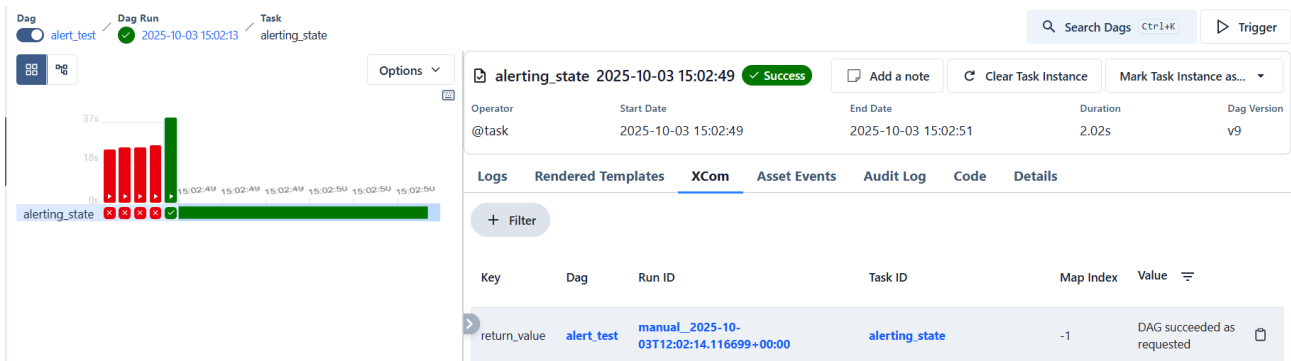 Dag
alert_test
Dag Run
2025-10-03 15:02:13
Task
alerting_state
Search Dags Ctrl+K
Trigger
Options
37s
18s
0s
15:02:49 15:02:49 15:02:49 15:02:50 15:02:50 15:02:50
alerting_state
alerting_state 2025-10-03 15:02:49 Success
Add a note
Clear Task Instance
Mark Task Instance as...
Operator Start Date End Date Duration Dag Version
@task 2025-10-03 15:02:49 2025-10-03 15:02:51 2.02s v9
Logs Rendered Templates XCom Asset Events Audit Log Code Details
+ Filter
Key Dag Run ID Task ID Map Index Value
return_value alert_test manual__2025-10-
03T12:02:14.116699+00:00 alerting_state -1 DAG succeeded as
requested